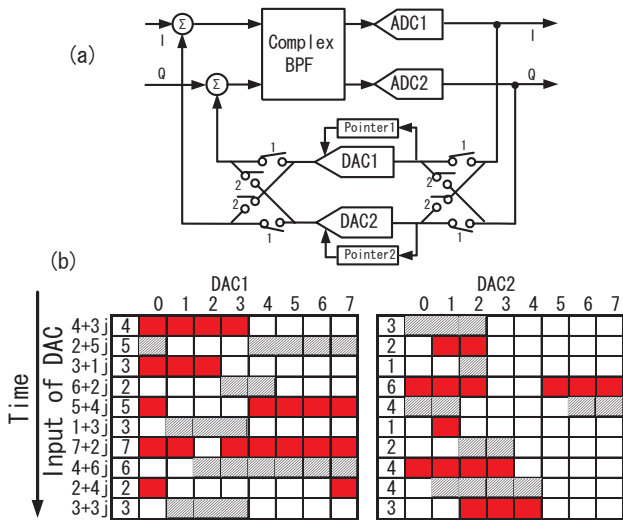 (a)
I
Σ
Complex
BPF
ADC1
I
Q
Σ
ADC2
Q
Pointer1
1
DAC1
1
2
2
2
2
DAC2
1
1
Pointer2
(b)
DAC1
DAC2
0 1 2 3 4 5 6 7
0 1 2 3 4 5 6 7
Time
Input of DAC
4+3j 4 3
2+5j 5 2
3+1j 3 1
6+2j 2 6
5+4j 5 4
1+3j 3 1
7+2j 7 2
4+6j 6 4
2+4j 2 4
3+3j 3 3